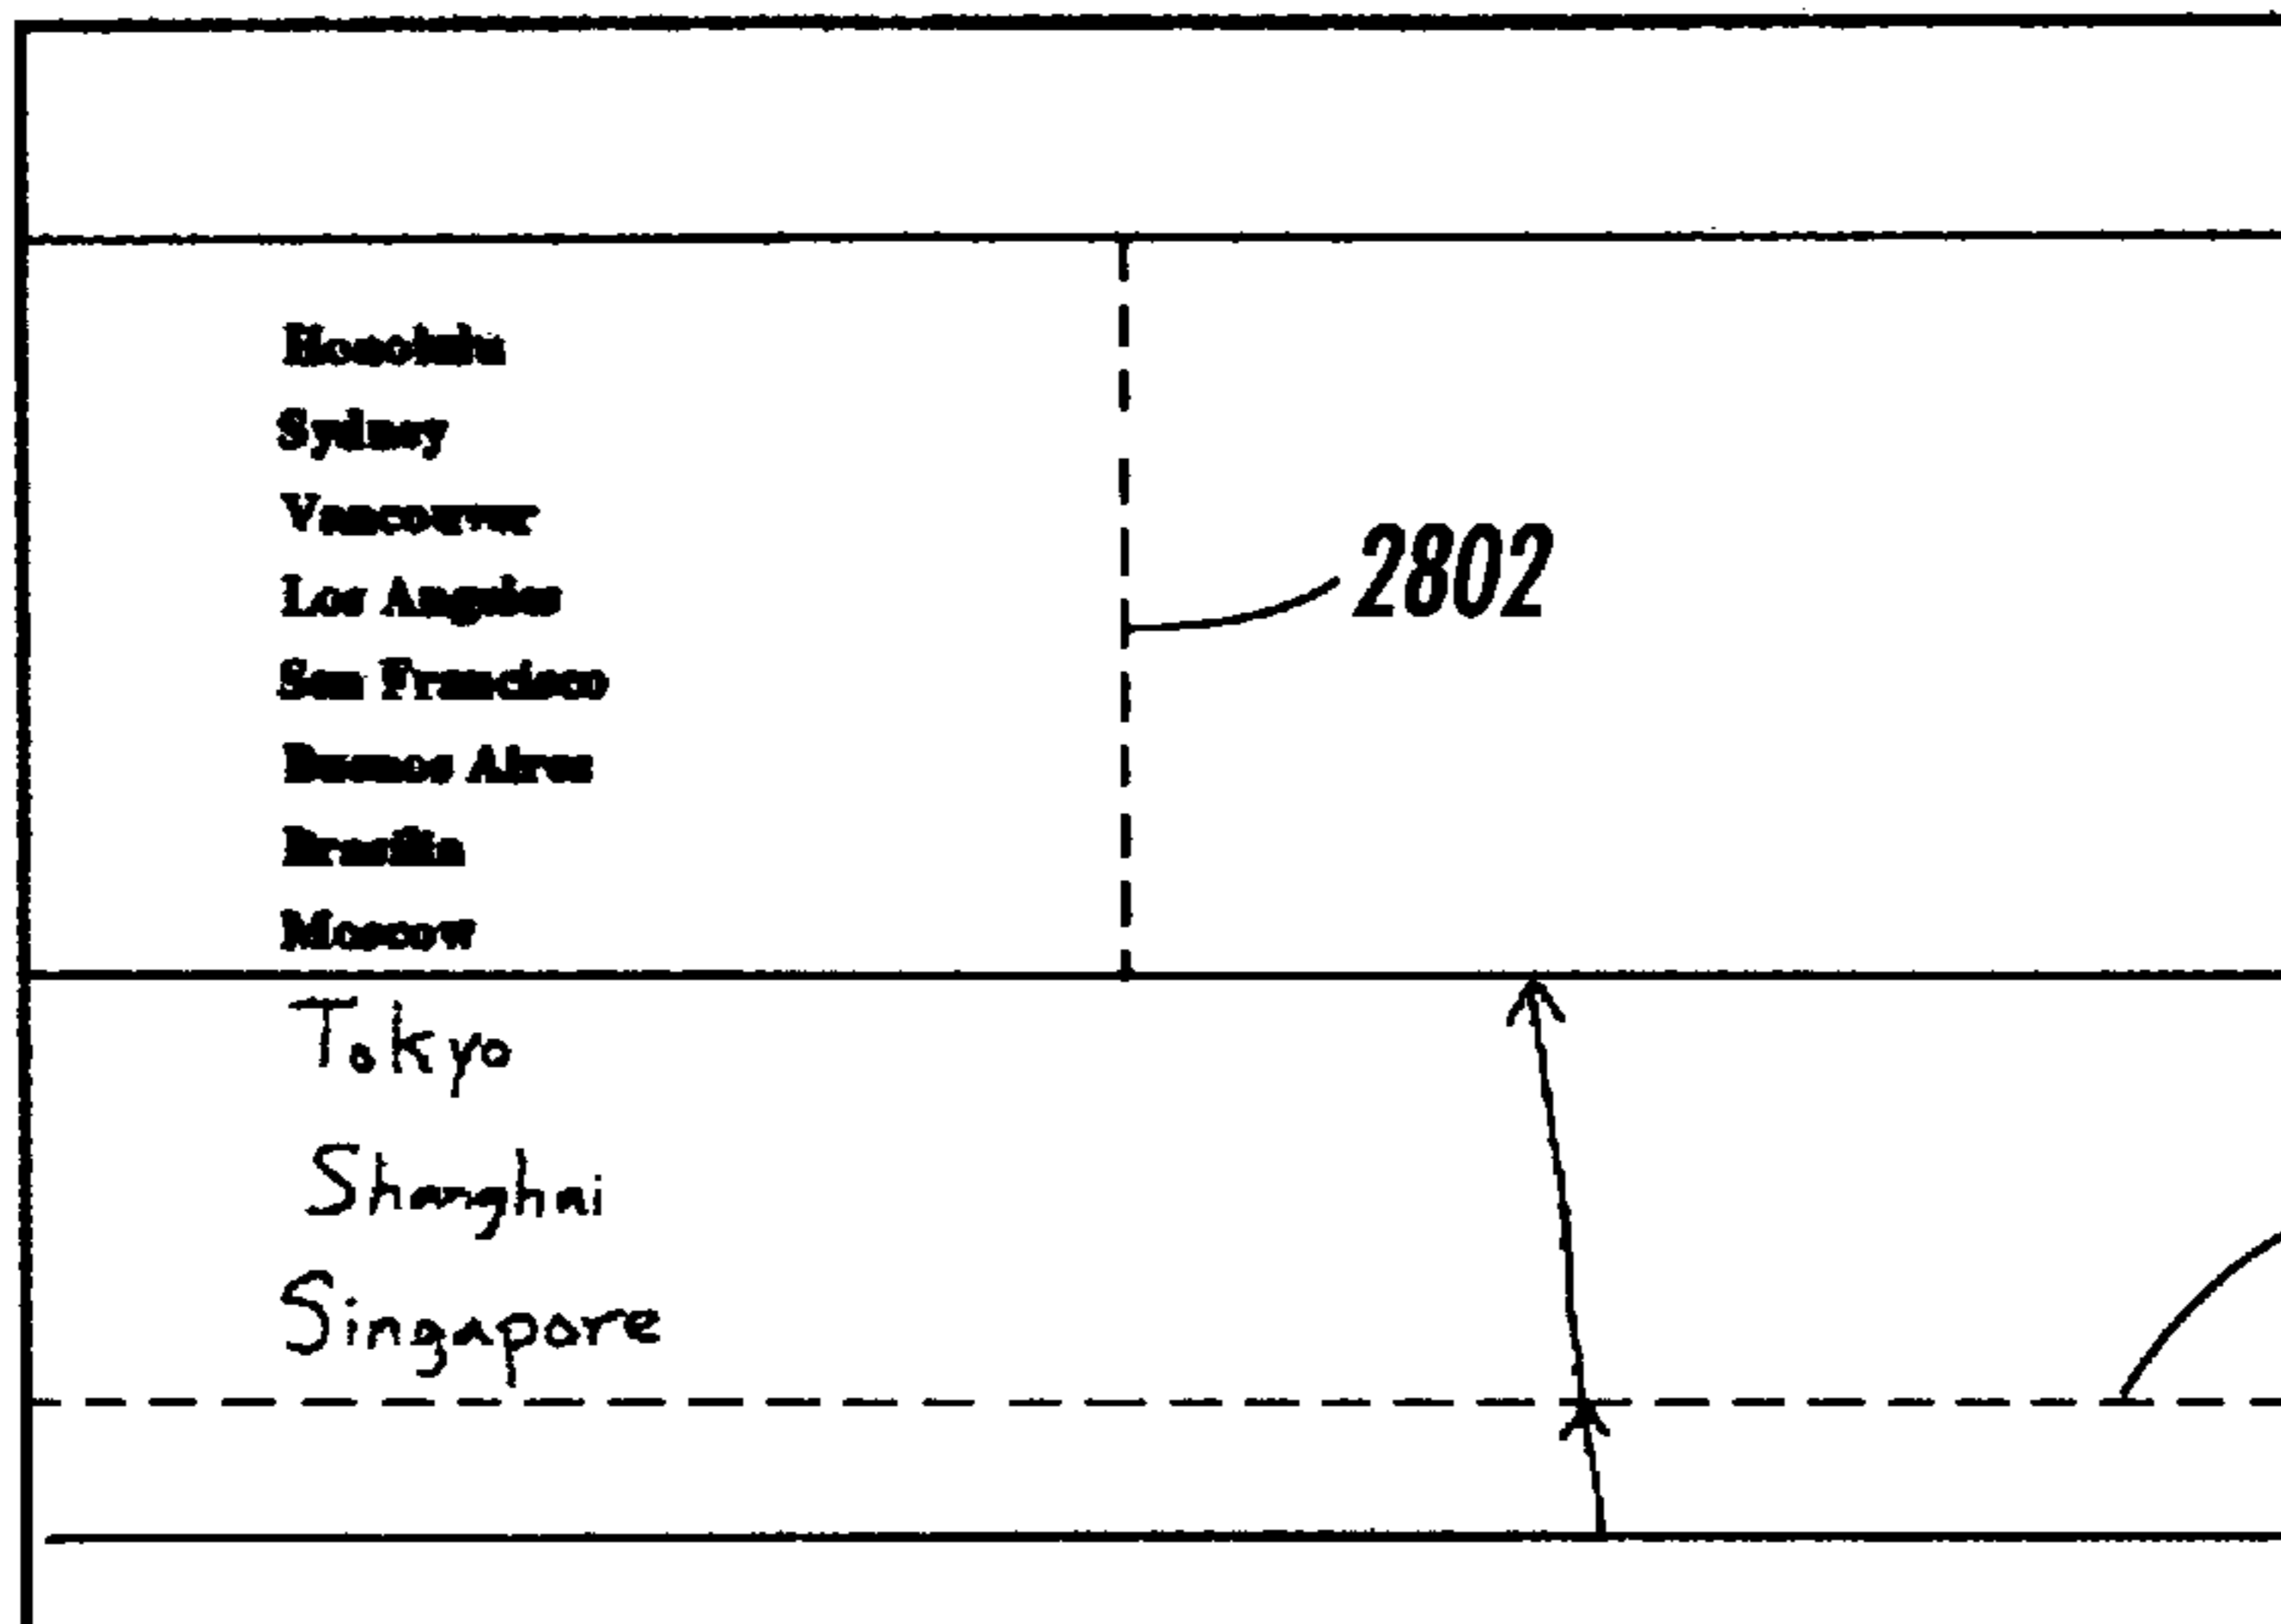 Honolulu
Sydney
Vancouver
Los Angeles
San Francisco
Buenos Aires
Brasilia
Moscow
2802
Tokyo
Shanghai
Singapore